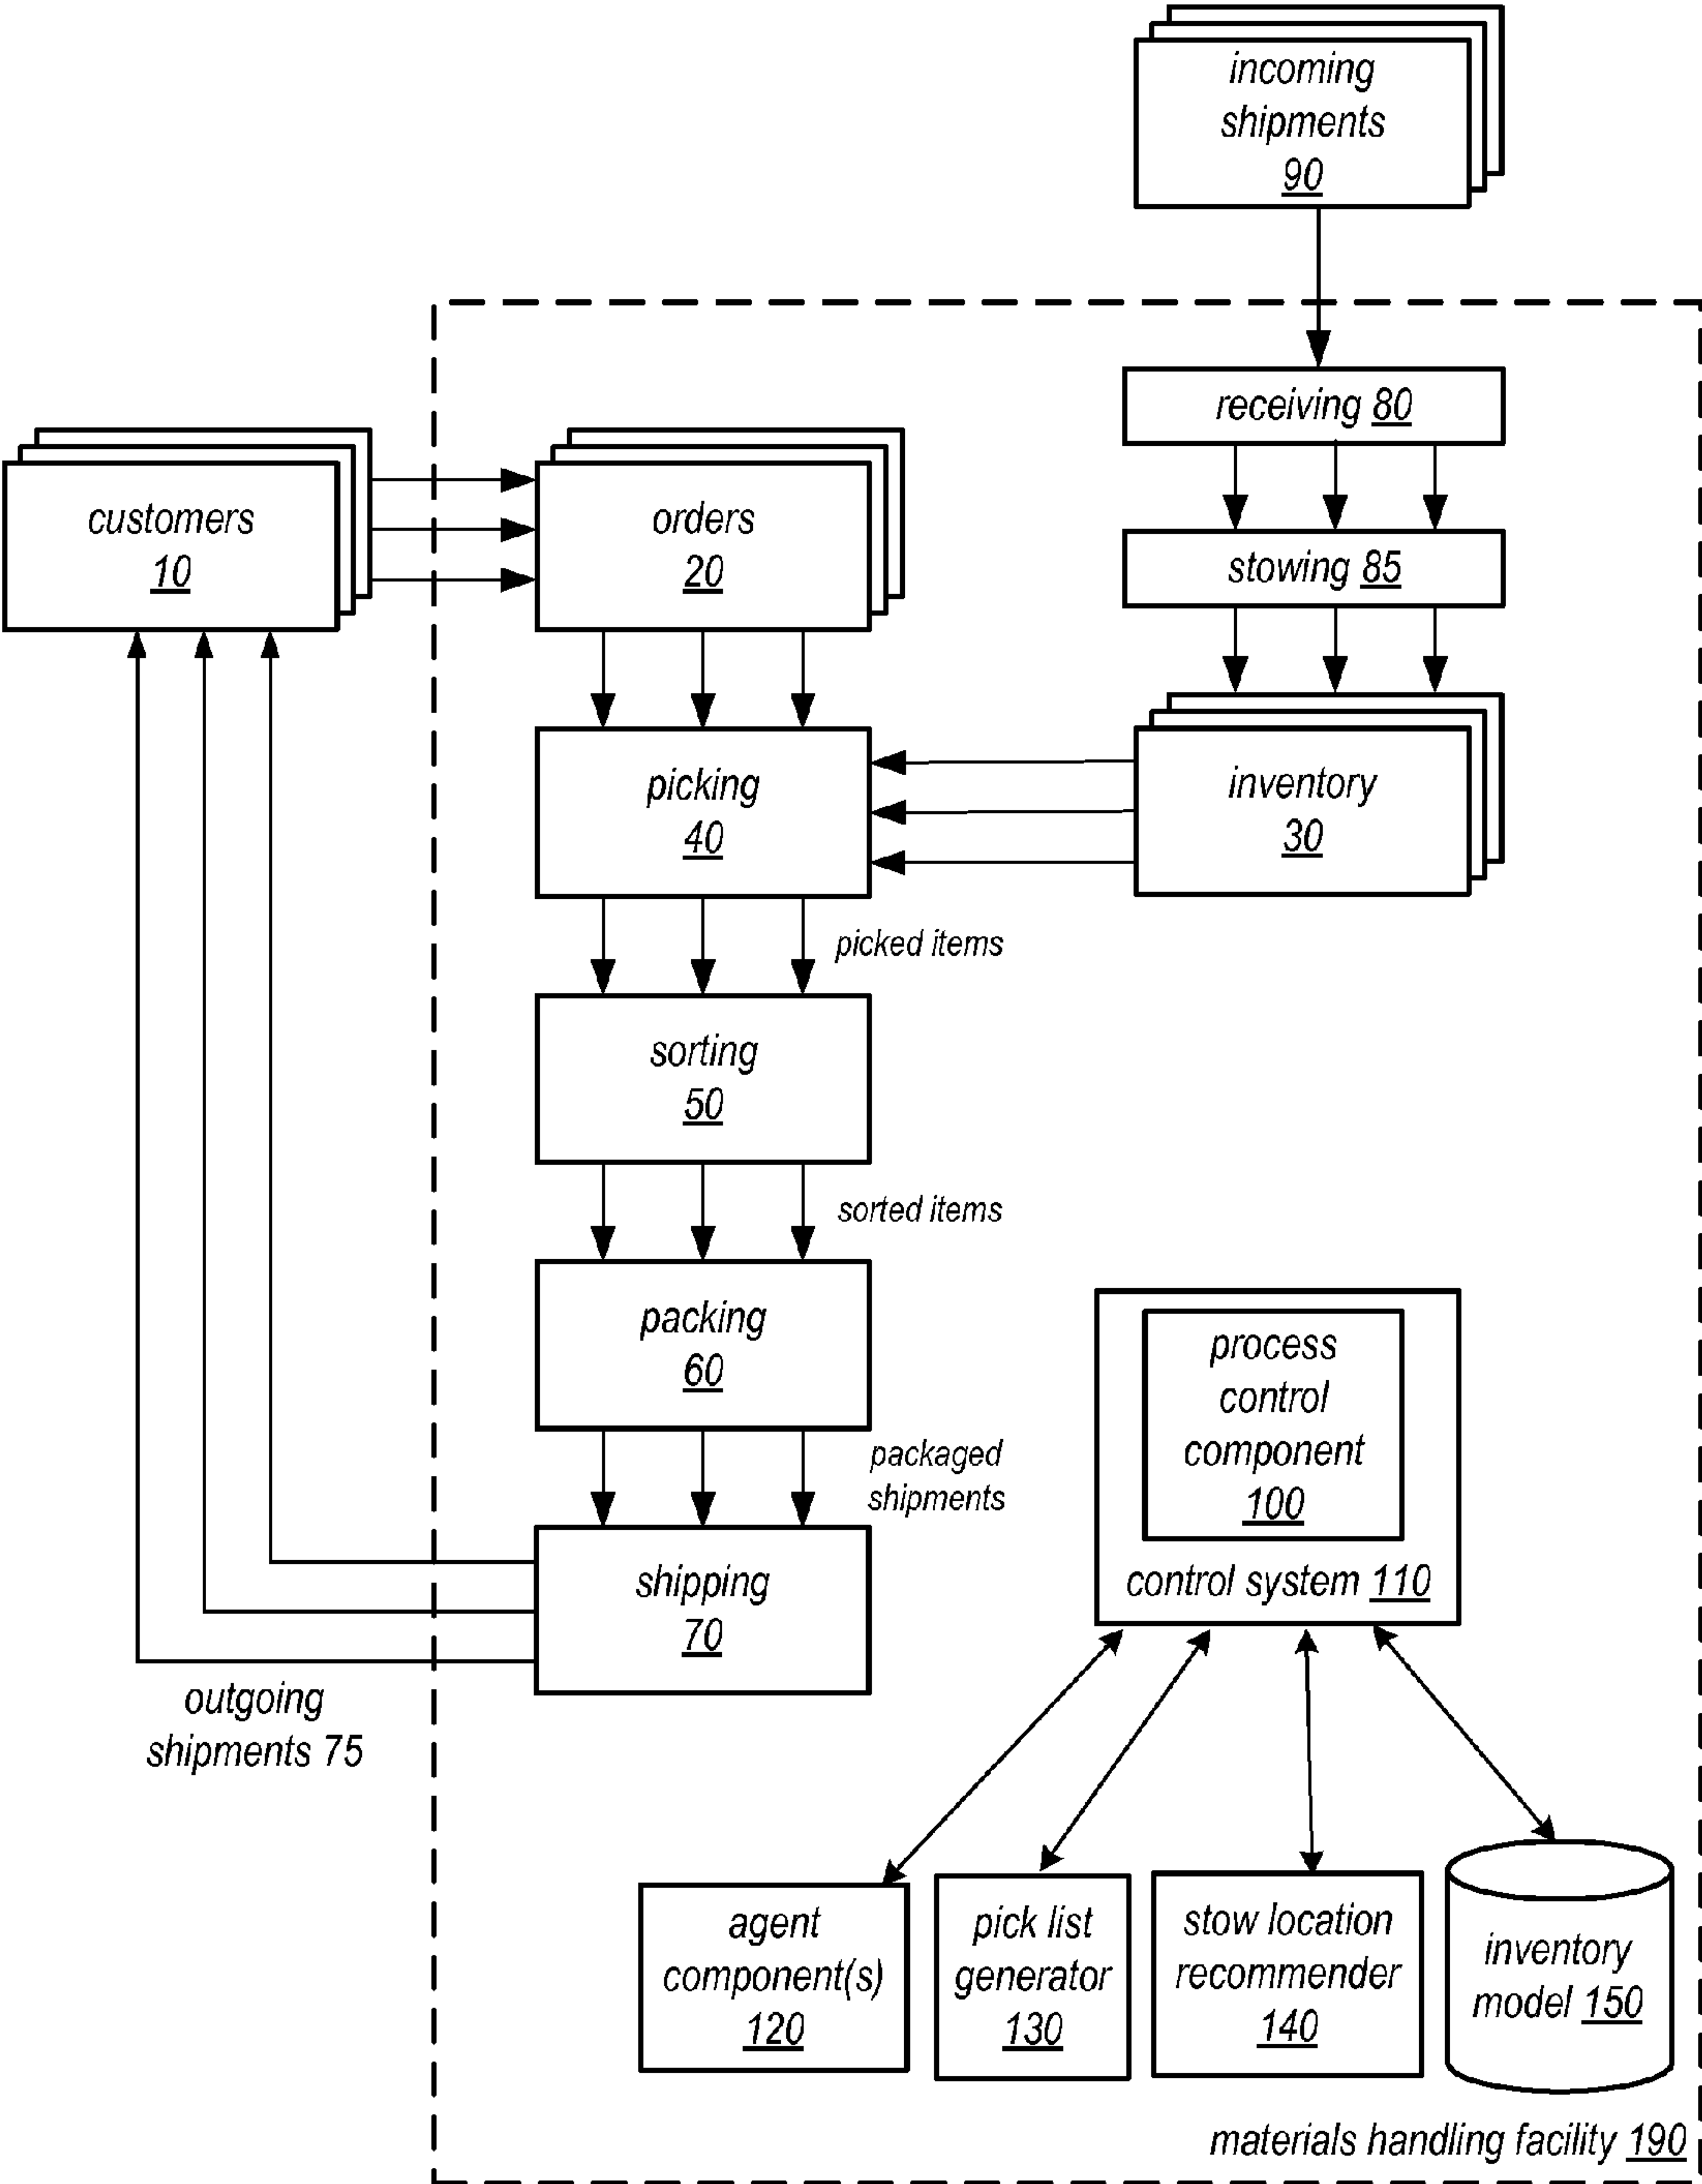 incoming
shipments
90
receiving 80
customers
10
orders
20
stowing 85
picking
40
inventory
30
picked items
sorting
50
sorted items
packing
60
process
control
component
100
packaged
shipments
control system 110
shipping
70
outgoing
shipments 75
agent
component(s)
120
pick list
generator
130
stow location
recommender
140
inventory
model 150
materials handling facility 190